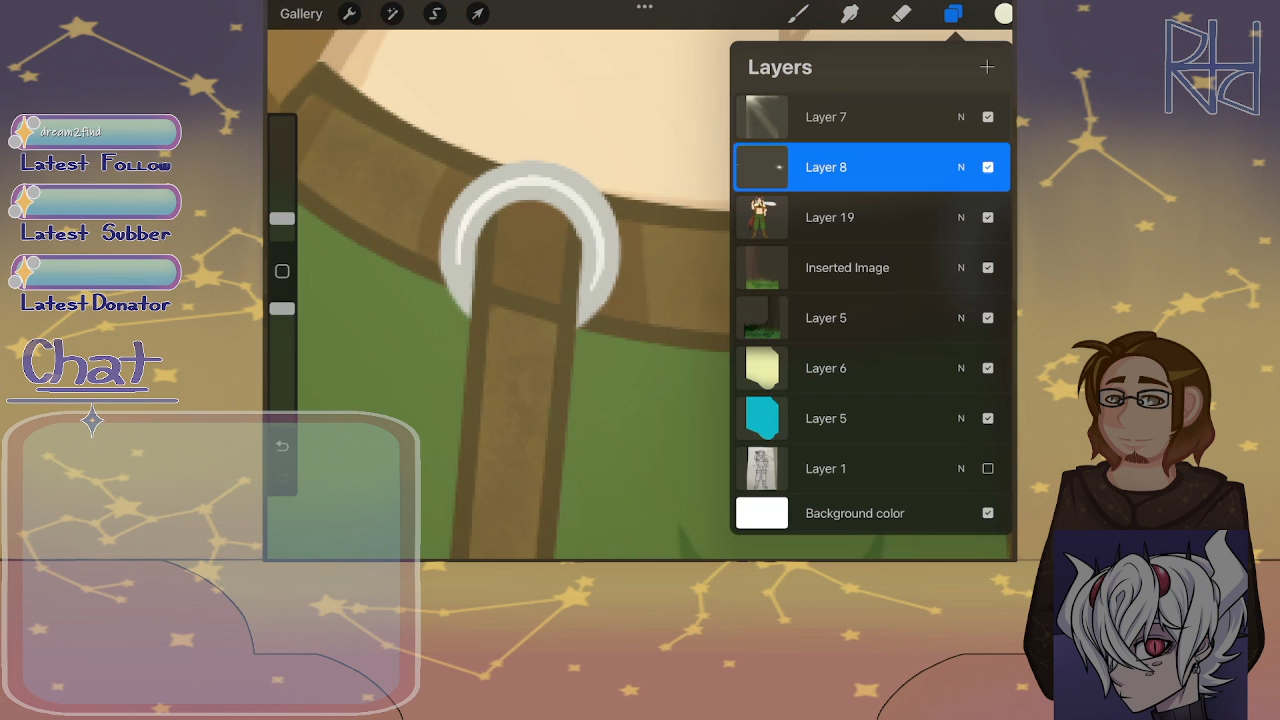 Gallery
Layers
Layer 7 N
Layer 8 N
Layer 19 N
Inserted Image N
Layer 5 N
Layer 6 N
Layer 5 N
Layer 1 N
Background color
dream2find
Latest Follow
Latest Subber
Latest Donator
Chat